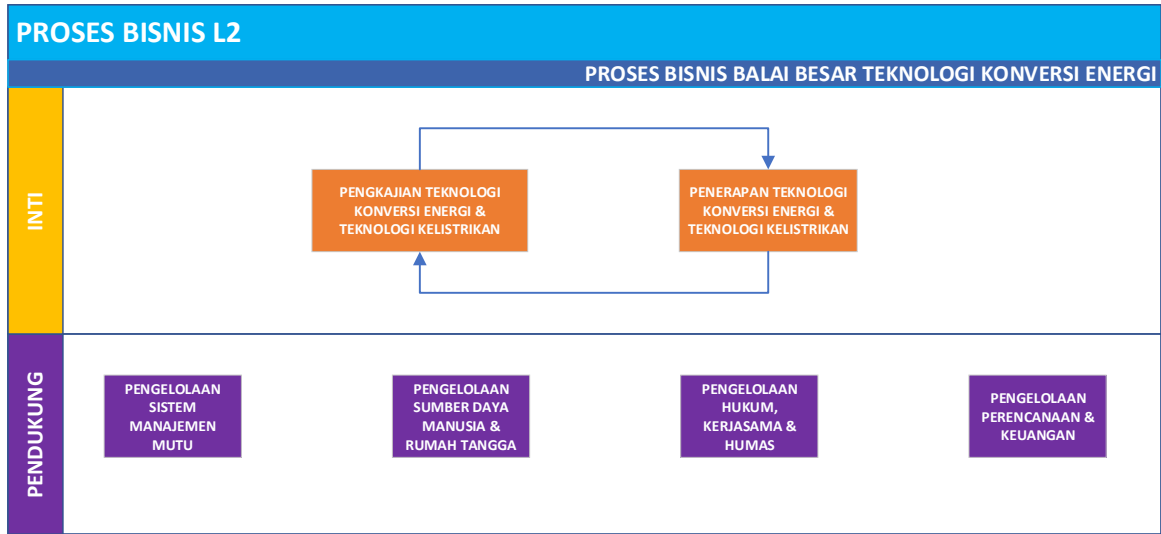 PROSES BISNIS L2
PROSES BISNIS BALAI BESAR TEKNOLOGI KONVERSI ENERGI
INTI
PENGKAJIAN TEKNOLOGI
KONVERSI ENERGI &
TEKNOLOGI KELISTRIKAN
PENERAPAN TEKNOLOGI
KONVERSI ENERGI &
TEKNOLOGI KELISTRIKAN
PENDUKUNG
PENGELOLAAN
SISTEM
MANAJEMEN
MUTU
PENGELOLAAN
SUMBER DAYA
MANUSIA &
RUMAH TANGGA
PENGELOLAAN
HUKUM,
KERJASAMA &
HUMAS
PENGELOLAAN
PERENCANAAN &
KEUANGAN